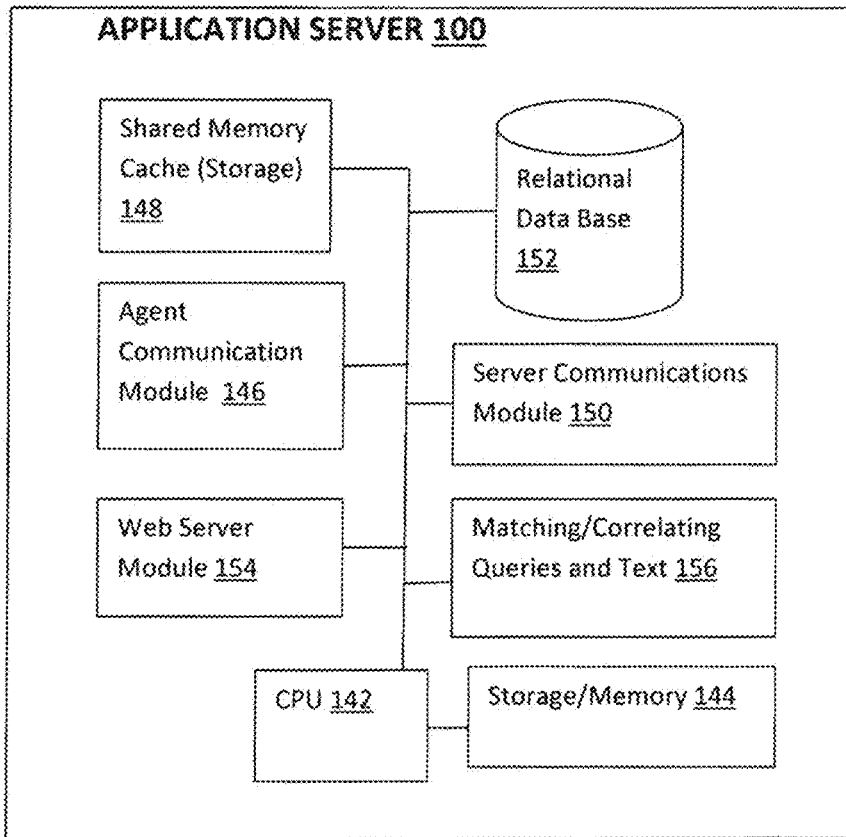 APPLICATION SERVER 100
Shared Memory
Cache (Storage)
148
Relational
Data Base
152
Agent
Communication
Module 146
Server Communications
Module 150
Web Server
Module 154
Matching/Correlating
Queries and Text 156
CPU 142
Storage/Memory 144